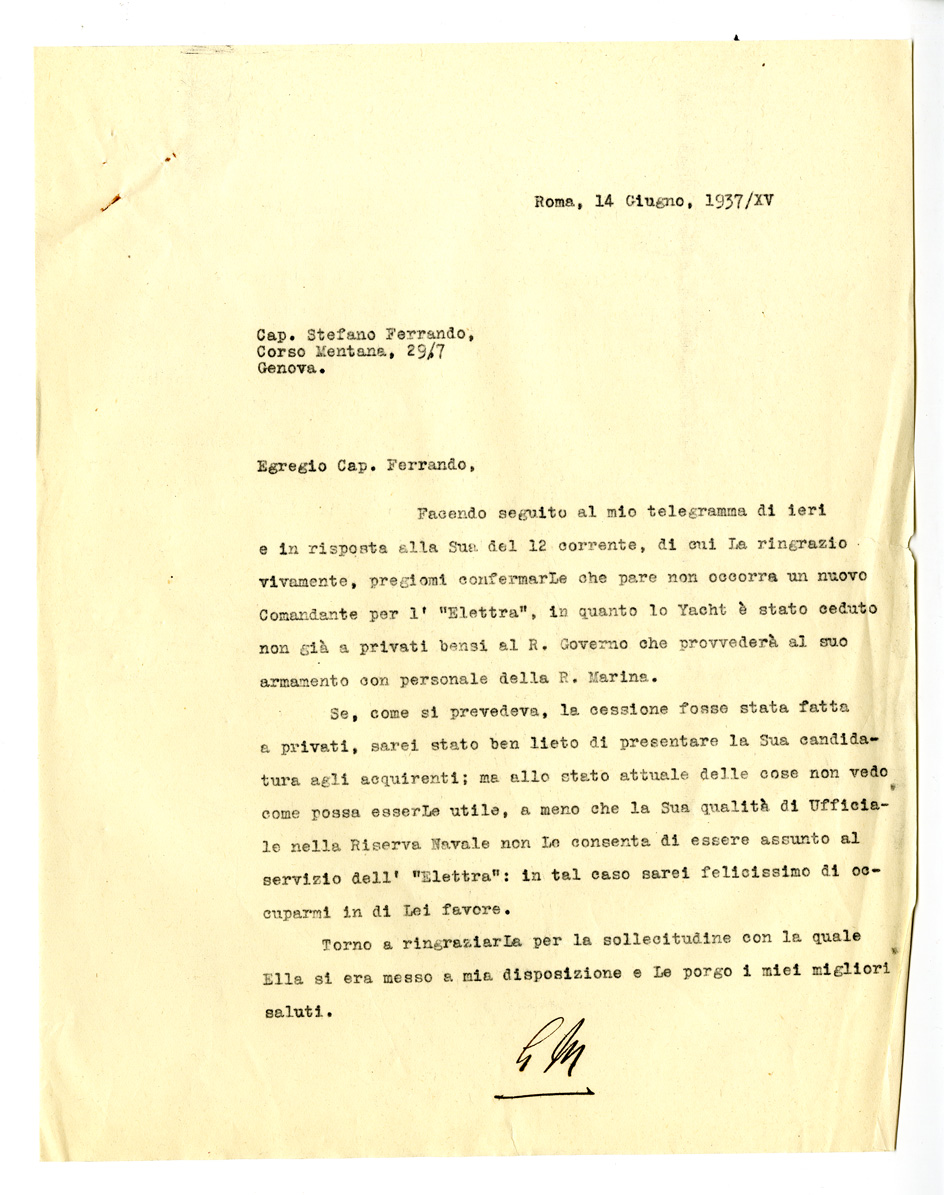 Roma, 14 Giugno, 1937/XV
Cap. Stefano Ferrando,
Corso Mentana, 29/7
Genova.
Egregio Cap. Ferrando,
Facendo seguito al mio telegramma di ieri
e in risposta alla Sua del 12 corrente, di cui La ringrazio
vivamente, pregiomi confermarLe che pare non occorra un nuovo
Comandante per l' "Elettra", in quanto lo Yacht è stato ceduto
non già a privati bensi al R. Governo che provvederà al suo
armamento con personale della R. Marina.
Se, come si prevedeva, la cessione fosse stata fatta
a privati, sarei stato ben lieto di presentare la Sua candida-
tura agli acquirenti; ma allo stato attuale delle cose non vedo
come possa esserLe utile, a meno che la Sua qualità di Ufficia-
le nella Riserva Navale non Le consenta di essere assunto al
servizio dell' "Elettra": in tal caso sarei felicissimo di oc-
cuparmi in di Lei favore.
Torno a ringraziarLa per la sollecitudine con la quale
Ella si era messo a mia disposizione e Le porgo i miei migliori
saluti.
G M